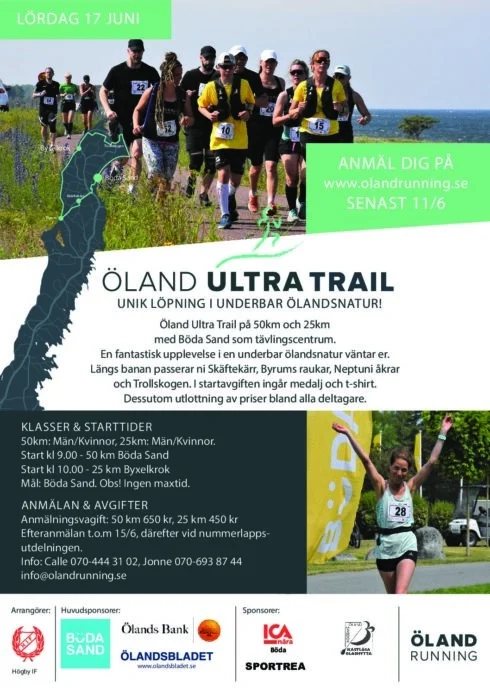 LÖRDAG 17 JUNI
22
12
10
15
Byxelkrok
Böda Sand
ANMÄL DIG PÅ
www.olandrunning.se
SENAST 11/6
ÖLAND ULTRA TRAIL
UNIK LÖPNING I UNDERBAR ÖLANDSNATUR!
Öland Ultra Trail på 50km och 25km
med Böda Sand som tävlingscentrum.
En fantastisk upplevelse i en underbar ölandsnatur väntar er.
Längs banan passerar ni Skäftekärr, Byrums raukar, Neptuni åkrar
och Trollskogen. I startavgiften ingår medalj och t-shirt.
Dessutom utlottning av priser bland alla deltagare.
KLASSER & STARTTIDER
50km: Män/Kvinnor, 25km: Män/Kvinnor.
Start kl 9.00 - 50 km Böda Sand
Start kl 10.00 - 25 km Byxelkrok
Mål: Böda Sand. Obs! Ingen maxtid.
ANMÄLAN & AVGIFTER
Anmälningsvagift: 50 km 650 kr, 25 km 450 kr
Efteranmälan t.o.m 15/6, därefter vid nummerlapps-
utdelningen.
Info: Calle 070-444 31 02, Jonne 070-693 87 44
info@olandrunning.se
BÖDA
28
Arrangörer:
Högby IF
Huvudsponsorer:
BÖDA
SAND
Ölands Bank
ÖLANDSBLADET
www.olandsbladet.se
Sponsorer:
ICA
nära
Böda
SPORTREA
KASTLÖSA
ÖLAND
RUNNING